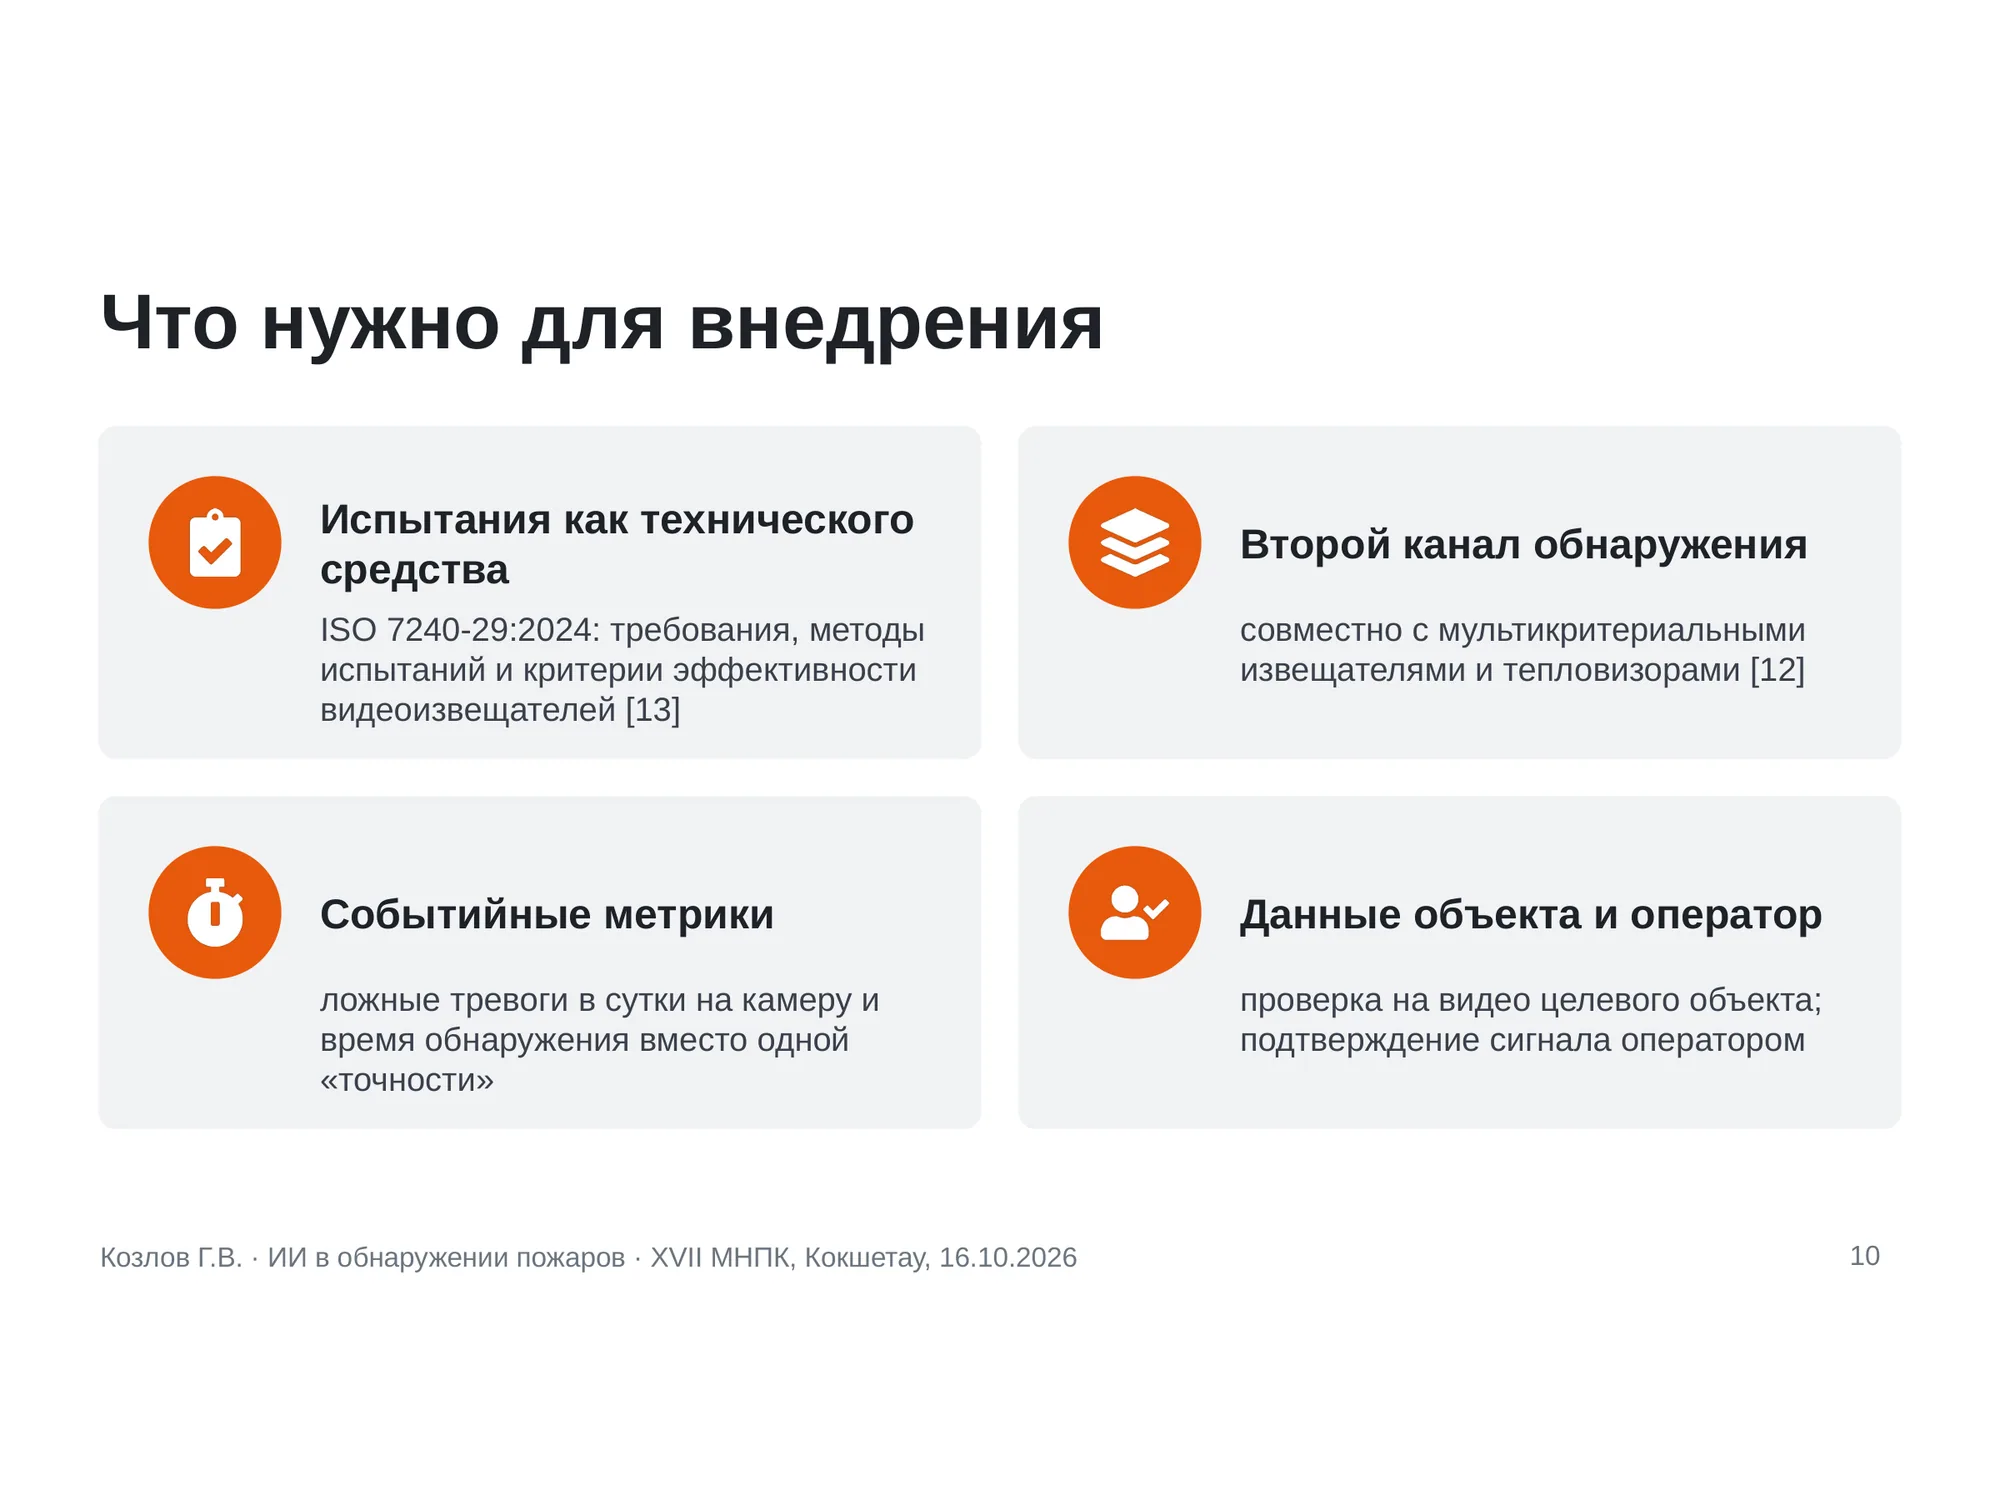 Что нужно для внедрения
Испытания как технического
средства
ISO 7240-29:2024: требования, методы
испытаний и критерии эффективности
видеоизвещателей [13]
Второй канал обнаружения
совместно с мультикритериальными
извещателями и тепловизорами [12]
Событийные метрики
ложные тревоги в сутки на камеру и
время обнаружения вместо одной
«точности»
Данные объекта и оператор
проверка на видео целевого объекта;
подтверждение сигнала оператором
Козлов Г.В. · ИИ в обнаружении пожаров · XVII МНПК, Кокшетау, 16.10.2026
10